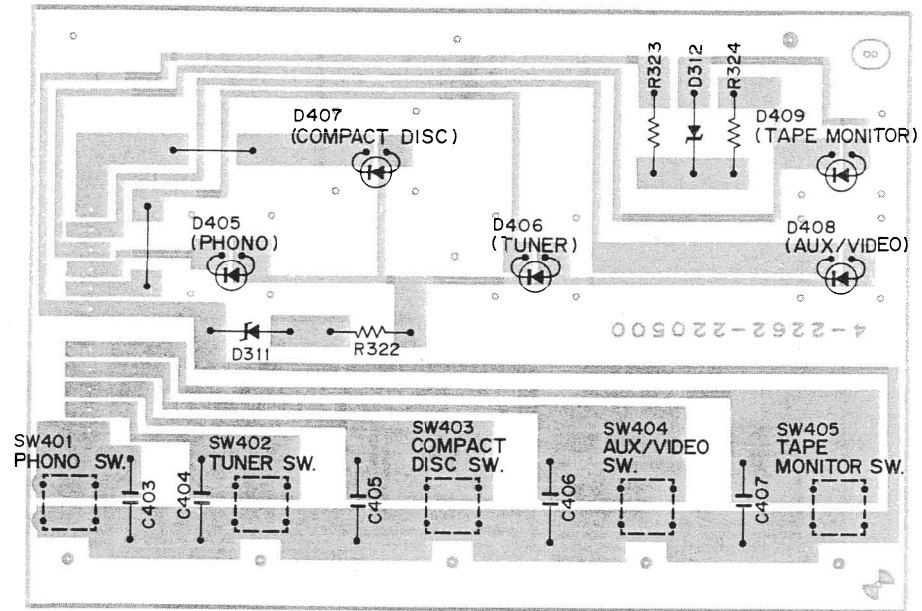 R323
D312
R324
8
D407
(COMPACT DISC)
D409
(TAPE MONITOR)
D405
(PHONO)
D406
(TUNER)
D408
(AUX/VIDEO)
4-2262-220500
D311
R322
SW401
PHONO SW.
SW402
TUNER SW.
SW403
COMPACT
DISC SW.
SW404
AUX/VIDEO
SW.
SW405
TAPE
MONITOR SW.
C403
C404
C405
C406
C407